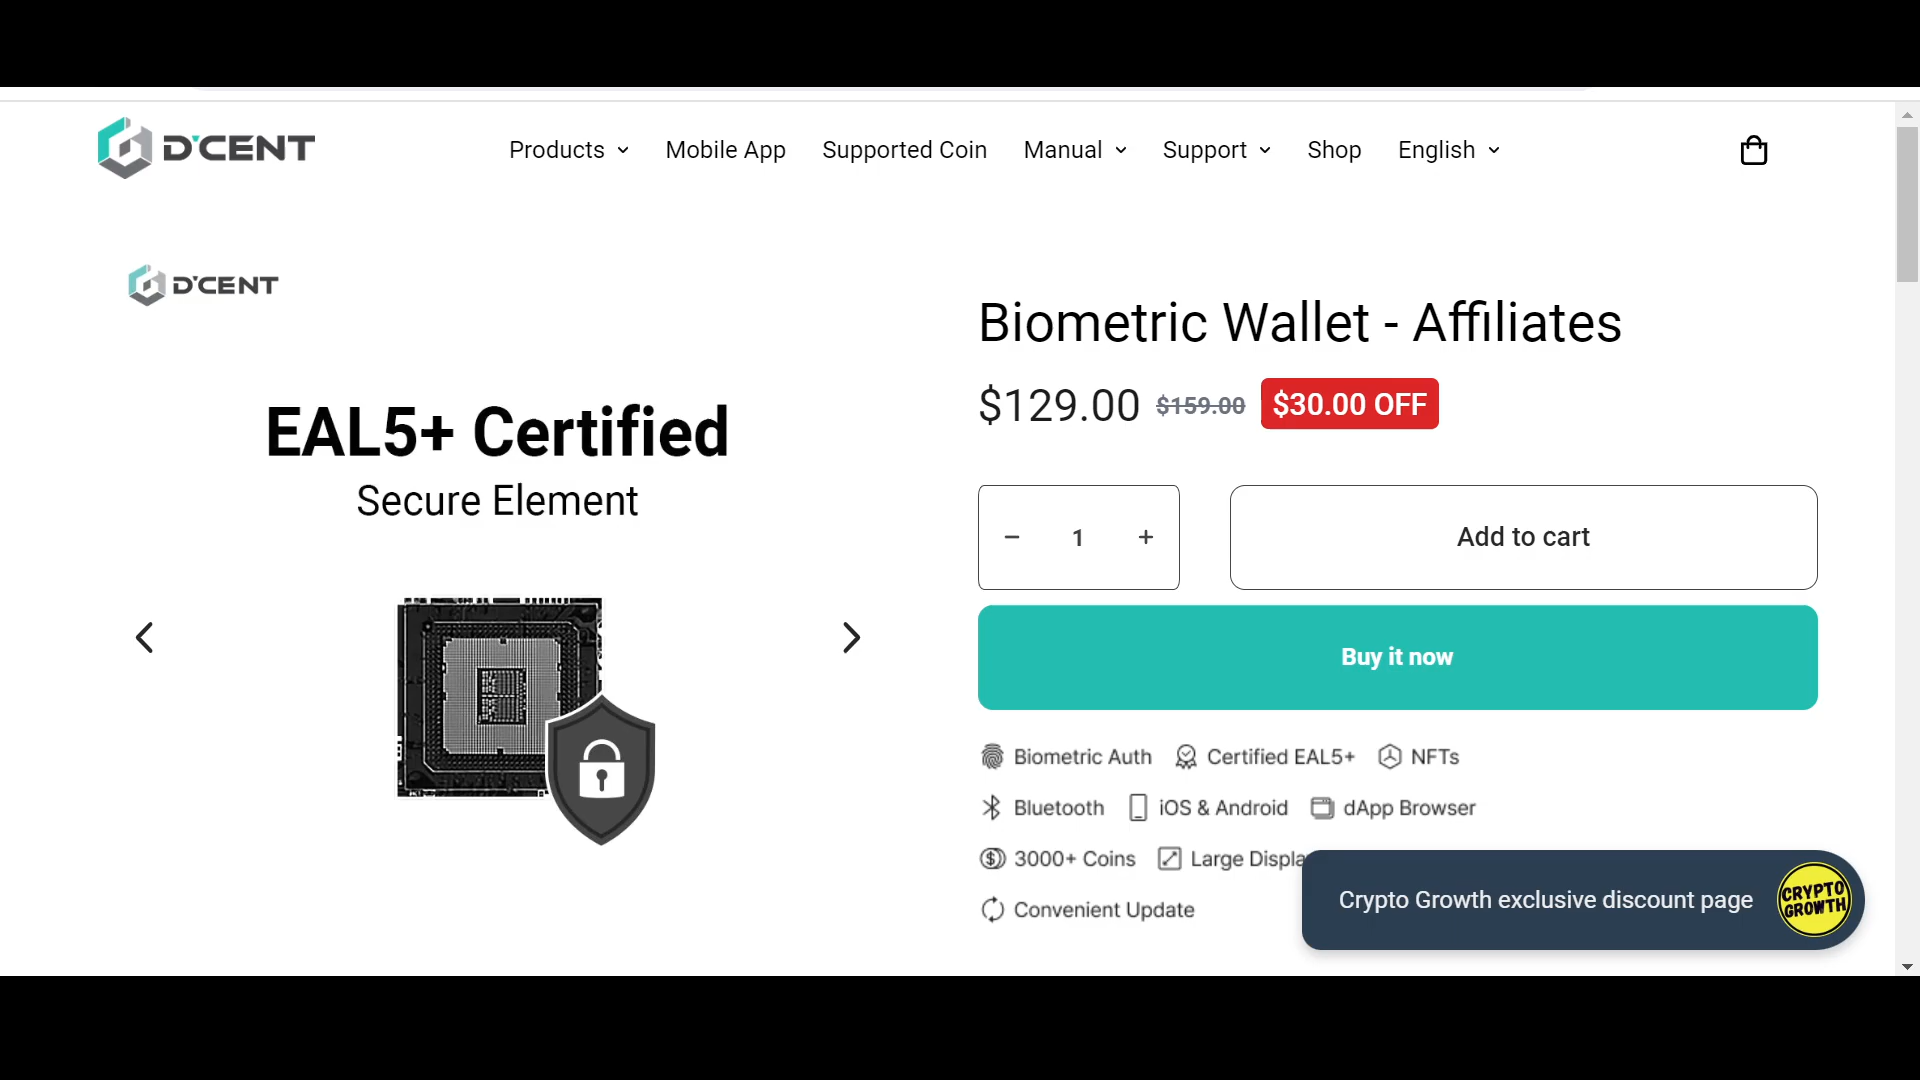 D'CENT
Products
Mobile App
Supported Coin
Manual
Support
Shop
English
D'CENT
EAL5+ Certified
Secure Element
Biometric Wallet - Affiliates
$129.00 $159.00 $30.00 OFF
− 1 +
Add to cart
Buy it now
Biometric Auth Certified EAL5+ NFTs
Bluetooth iOS & Android dApp Browser
3000+ Coins Large Displa
Convenient Update
Crypto Growth exclusive discount page
CRYPTO
GROWTH